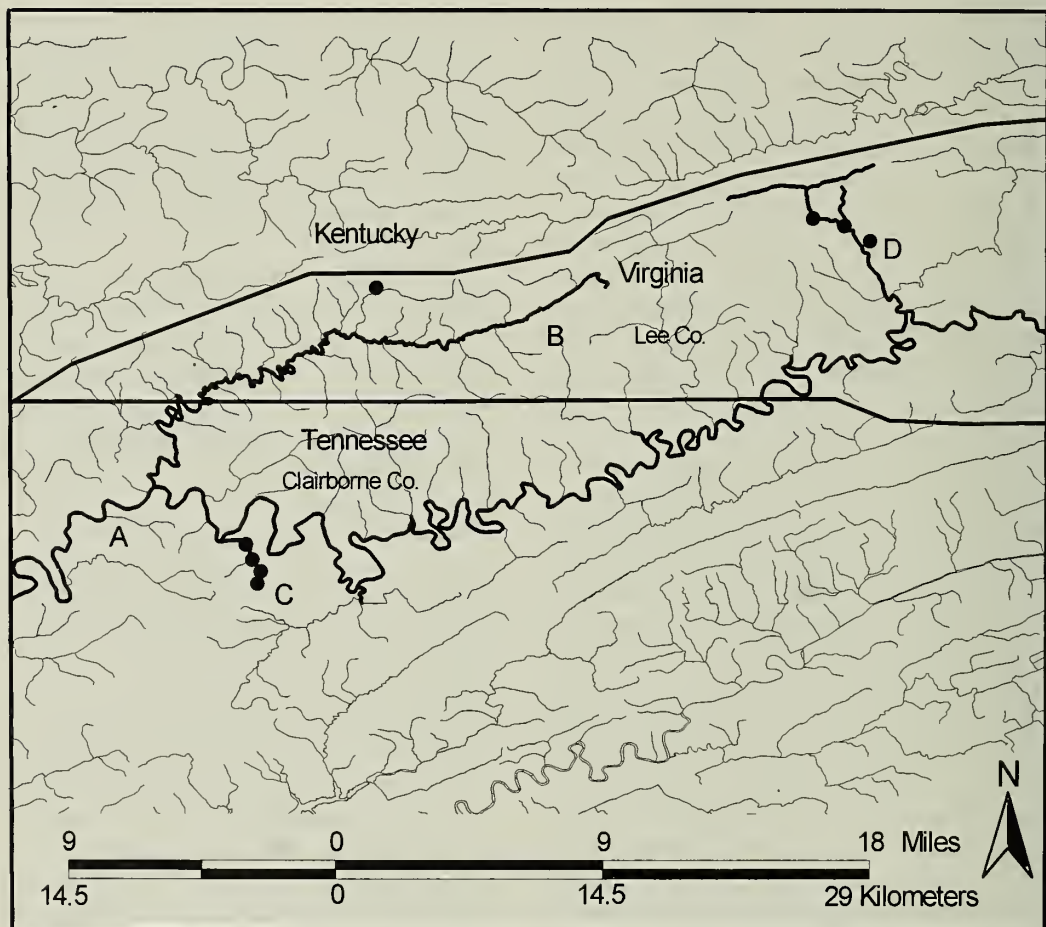 Kentucky
Virginia
D
B
Lee Co.
Tennessee
Clairborne Co.
A
C
N
9 0 9 18 Miles
14.5 0 14.5 29 Kilometers